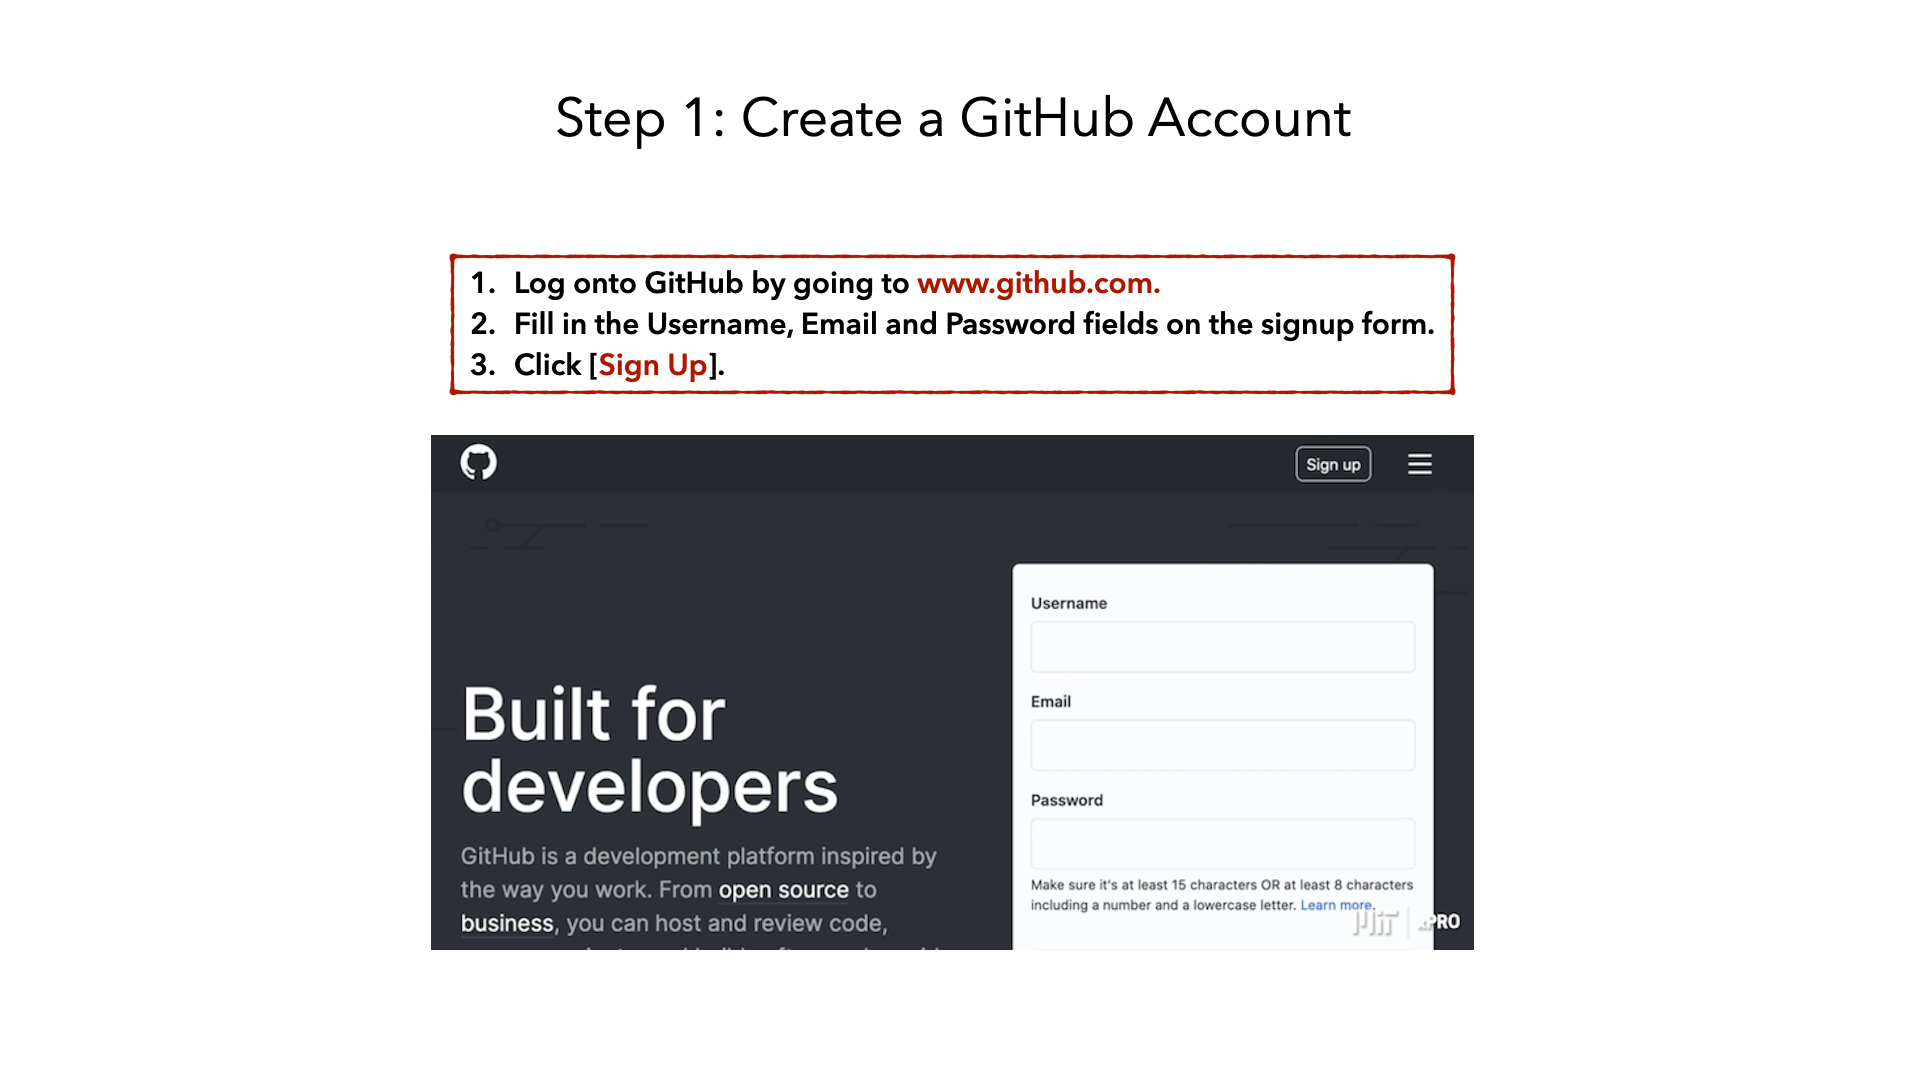 Step 1: Create a GitHub Account
1. Log onto GitHub by going to www.github.com.
2. Fill in the Username, Email and Password fields on the signup form.
3. Click [Sign Up].
Sign up
Username
Email
Built for
developers
Password
GitHub is a development platform inspired by
the way you work. From open source to
business, you can host and review code,
Make sure it's at least 15 characters OR at least 8 characters
including a number and a lowercase letter. Learn more.
MIT | xPRO